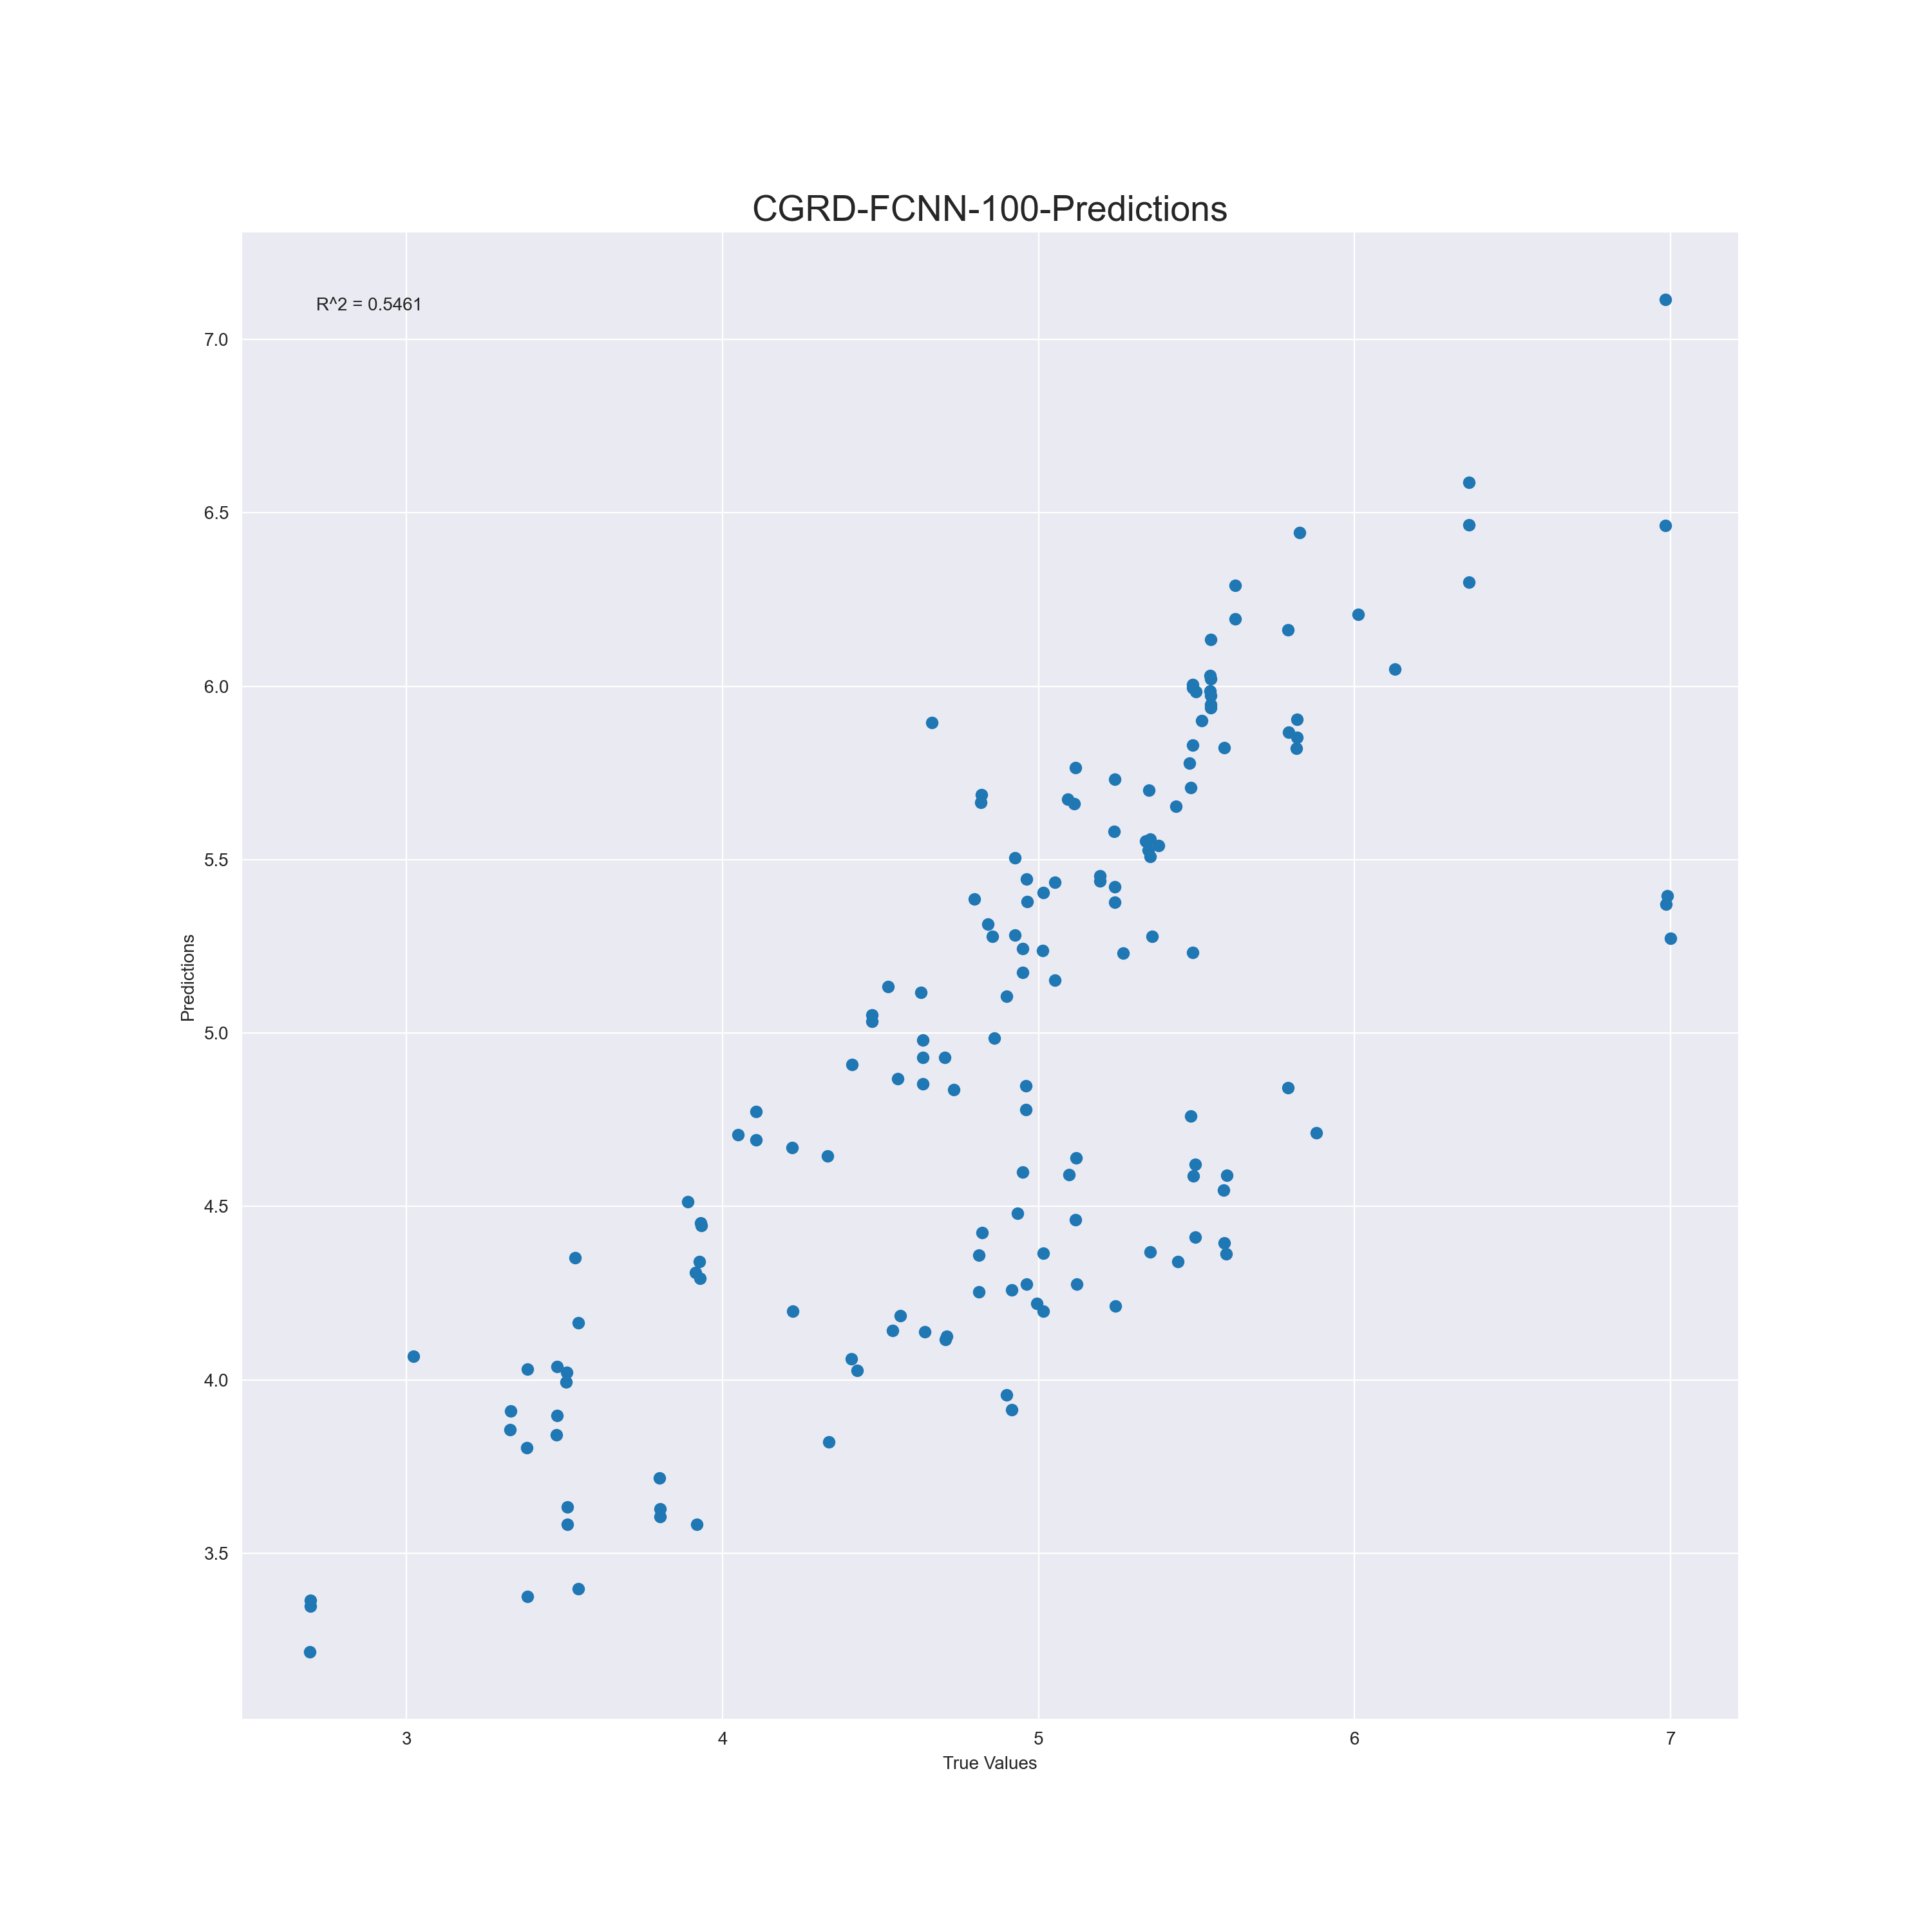 CGRD-FCNN-100-Predictions
R^2 = 0.5461
7.0
6.5
6.0
5.5
5.0
4.5
4.0
3.5
Predictions
3 4 5 6 7
True Values